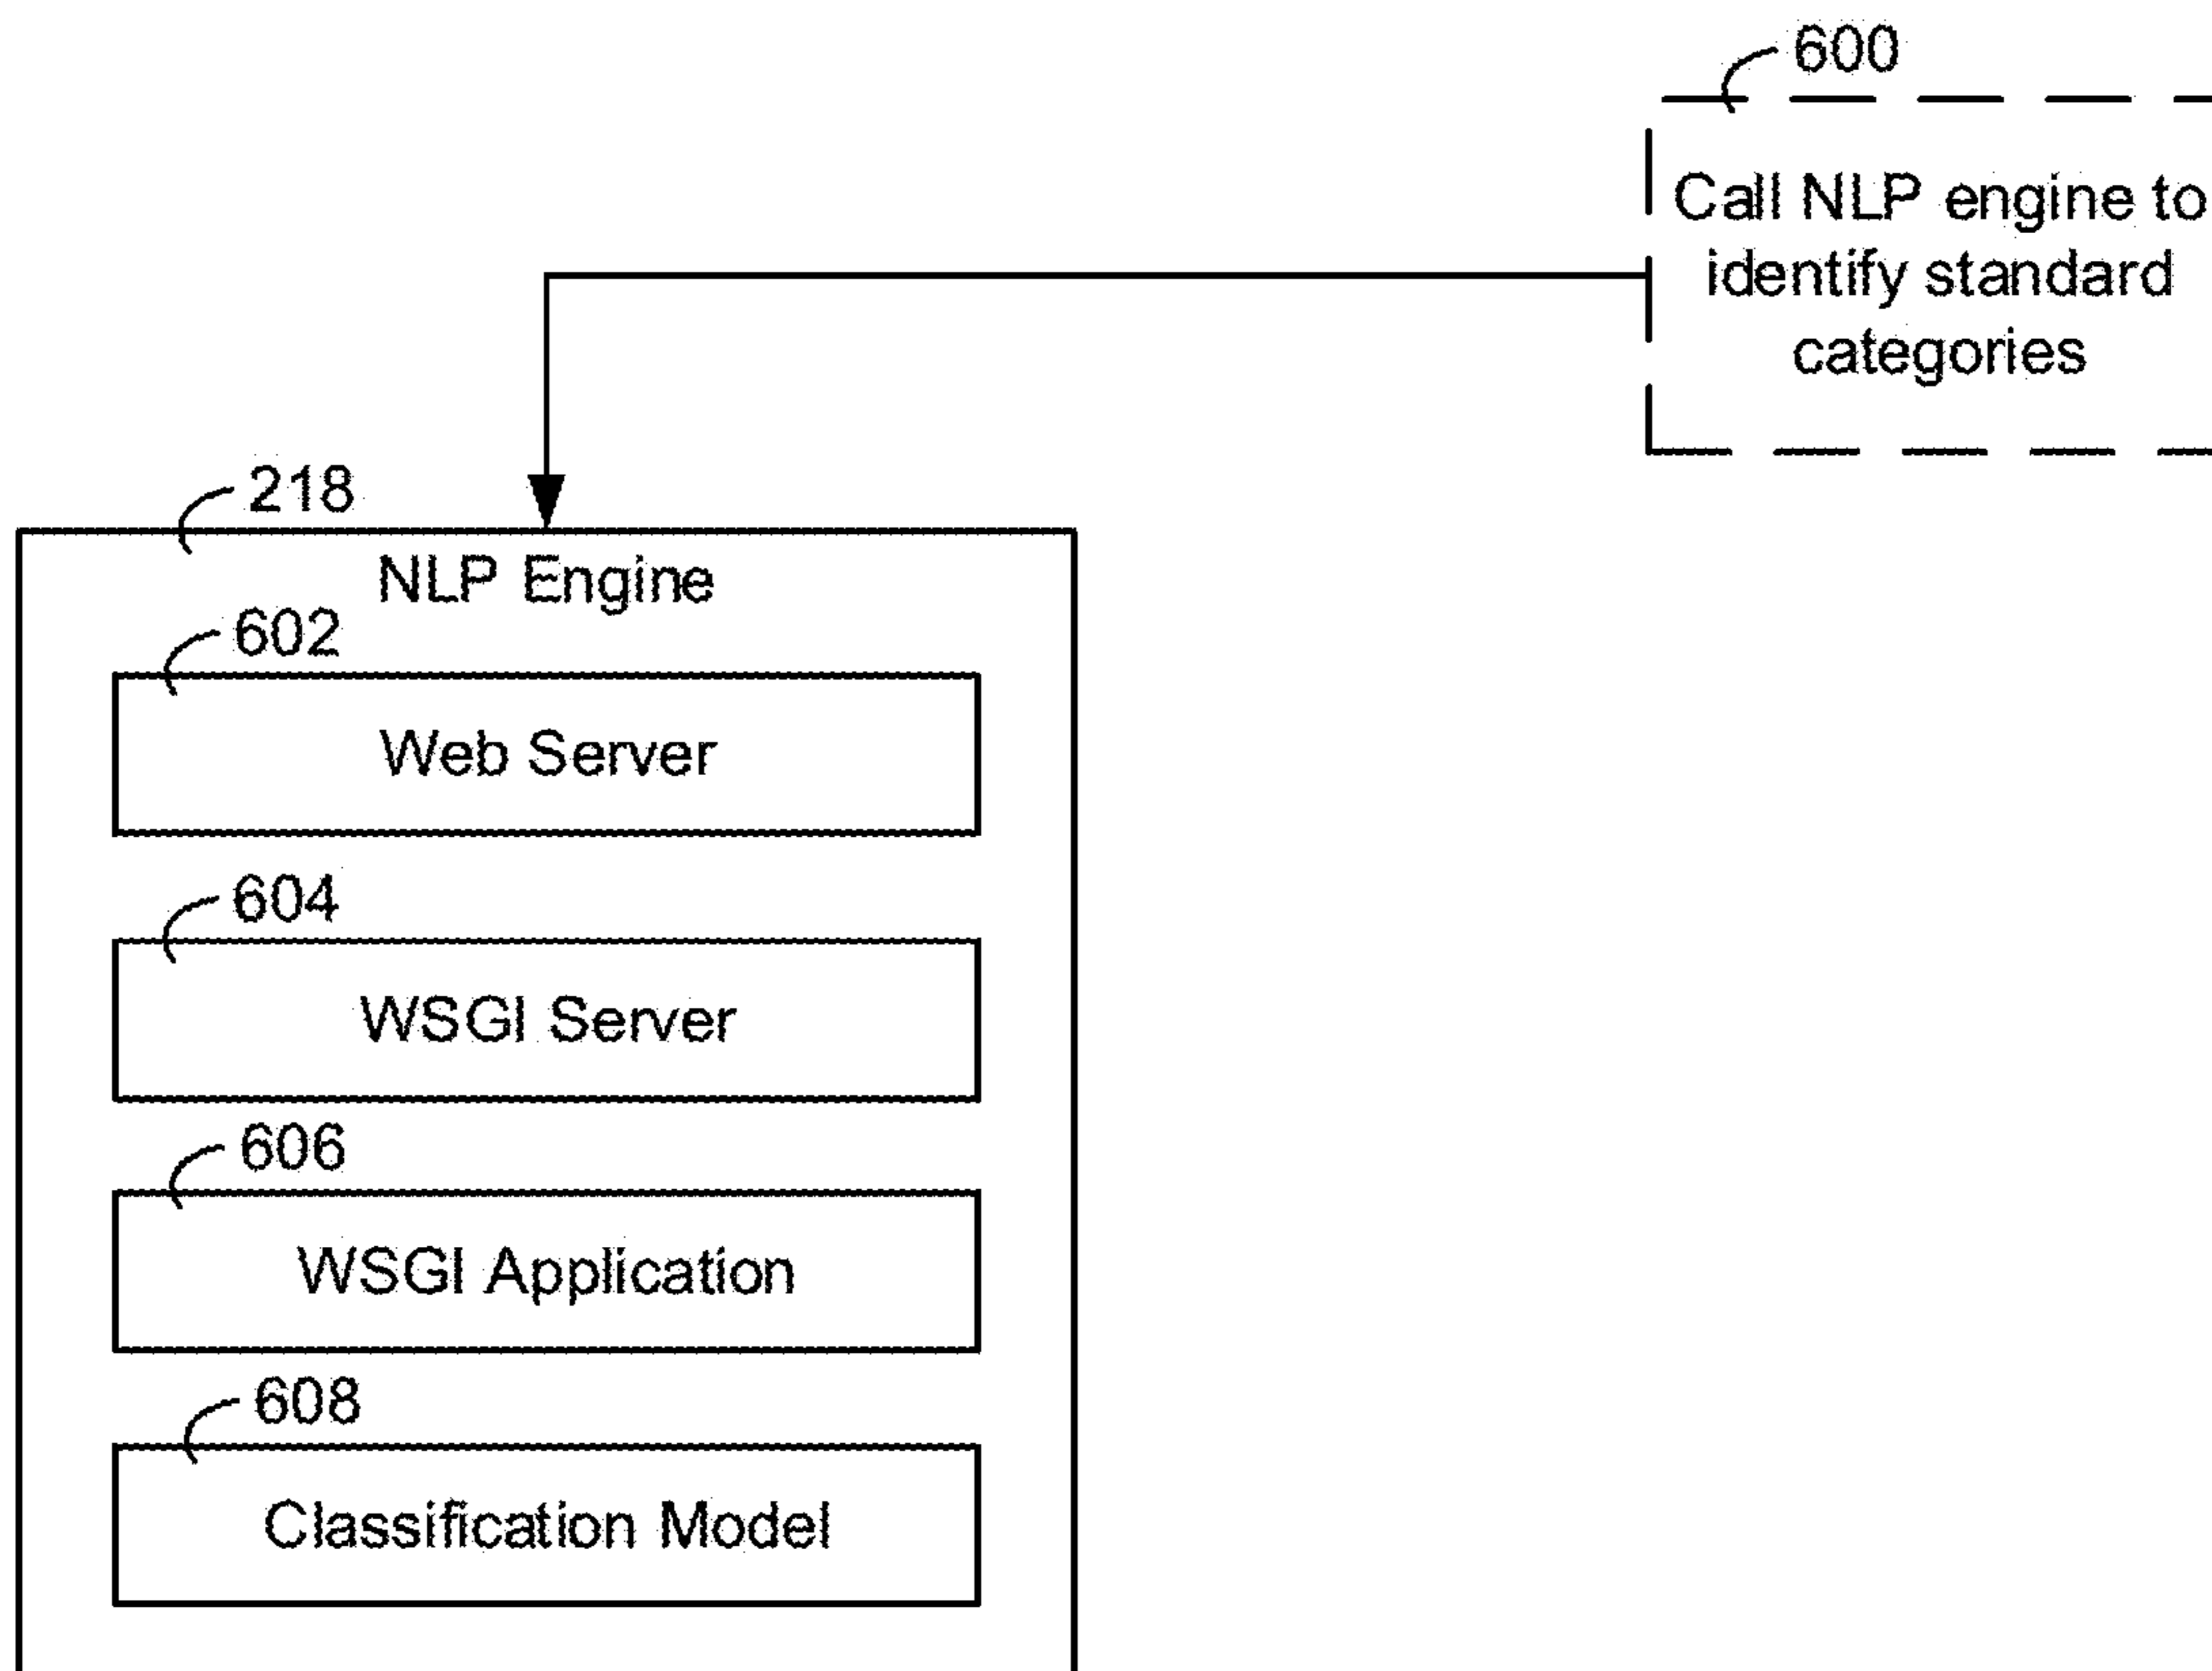 600
Call NLP engine to
identify standard
categories
218
NLP Engine
602
Web Server
604
WSGI Server
606
WSGI Application
608
Classification Model